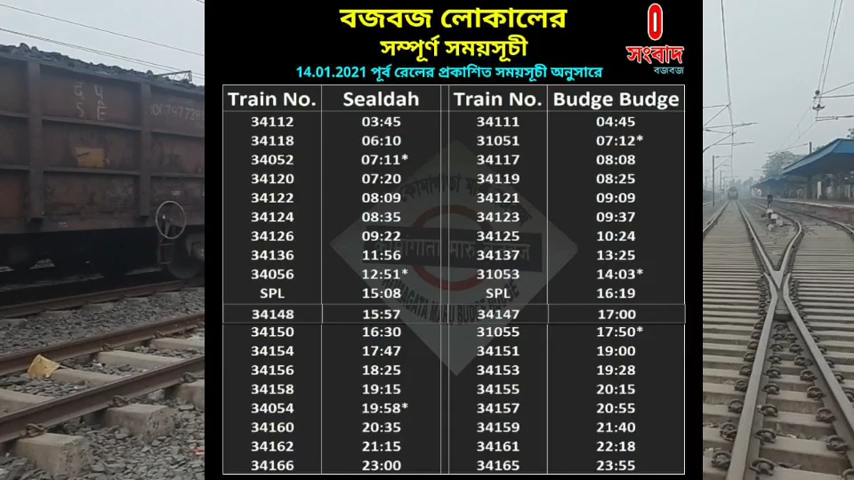 বজবজ লোকালের
সম্পূর্ণ সময়সূচী
14.01.2021 পূর্ব রেলের প্রকাশিত সময়সূচী অনুসারে
সংবাদ
বজবজ
Train No. Sealdah Train No. Budge Budge
34112 03:45 34111 04:45
34118 06:10 31051 07:12*
34052 07:11* 34117 08:08
34120 07:20 34119 08:25
34122 08:09 34121 09:09
34124 08:35 34123 09:37
34126 09:22 34125 10:24
34136 11:56 34137 13:25
34056 12:51* 31053 14:03*
SPL 15:08 SPL 16:19
34148 15:57 34147 17:00
34150 16:30 31055 17:50*
34154 17:47 34151 19:00
34156 18:25 34153 19:28
34158 19:15 34155 20:15
34054 19:58* 34157 20:55
34160 20:35 34159 21:40
34162 21:15 34161 22:18
34166 23:00 34165 23:55